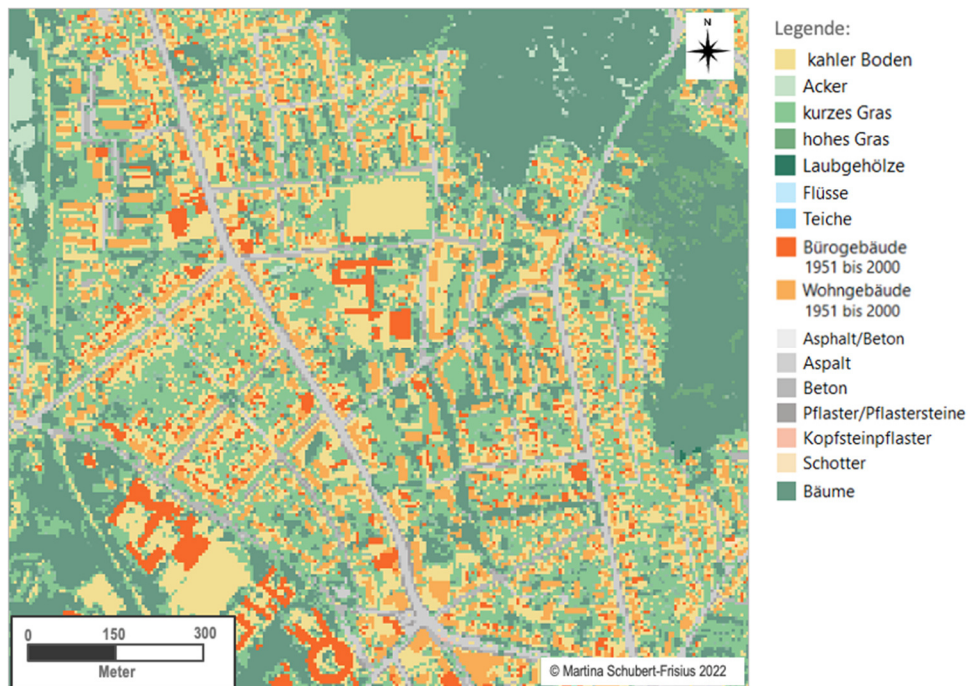 N
Legende:
kahler Boden
Acker
kurzes Gras
hohes Gras
Laubgehölze
Flüsse
Teiche
Bürogebäude
1951 bis 2000
Wohngebäude
1951 bis 2000
Asphalt/Beton
Aspalt
Beton
Pflaster/Pflastersteine
Kopfsteinpflaster
Schotter
Bäume
0 150 300
Meter
© Martina Schubert-Frisius 2022